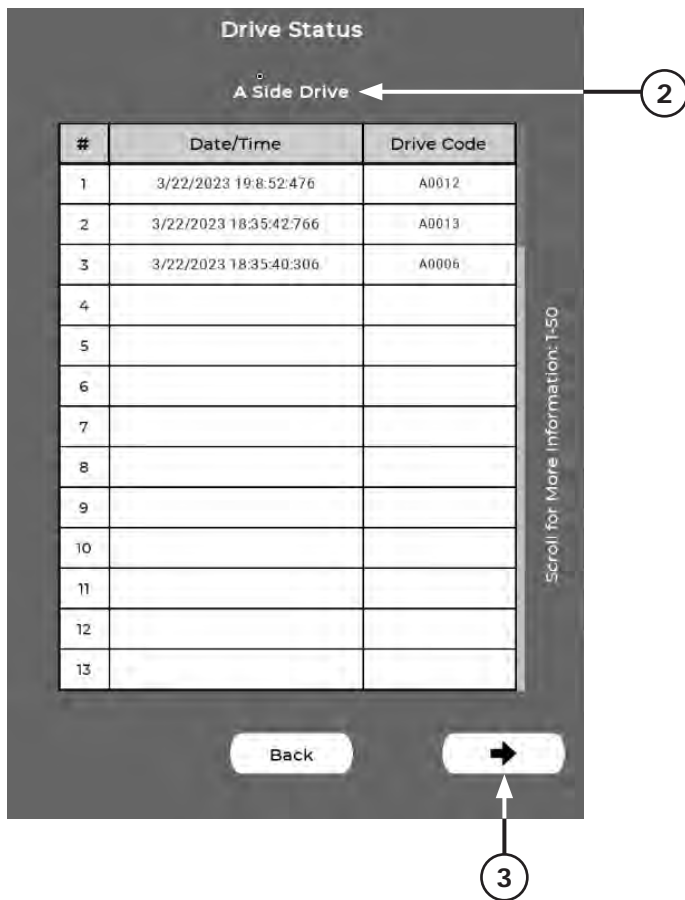 Drive Status
A Side Drive
2
# Date/Time Drive Code
1 3/22/2023 19:8:52:476 A0012
2 3/22/2023 18:35:42:766 A0013
3 3/22/2023 18:35:40:306 A0006
4
5
6
7
8
9
10
11
12
13
Scroll for More Information: 1-50
Back
3